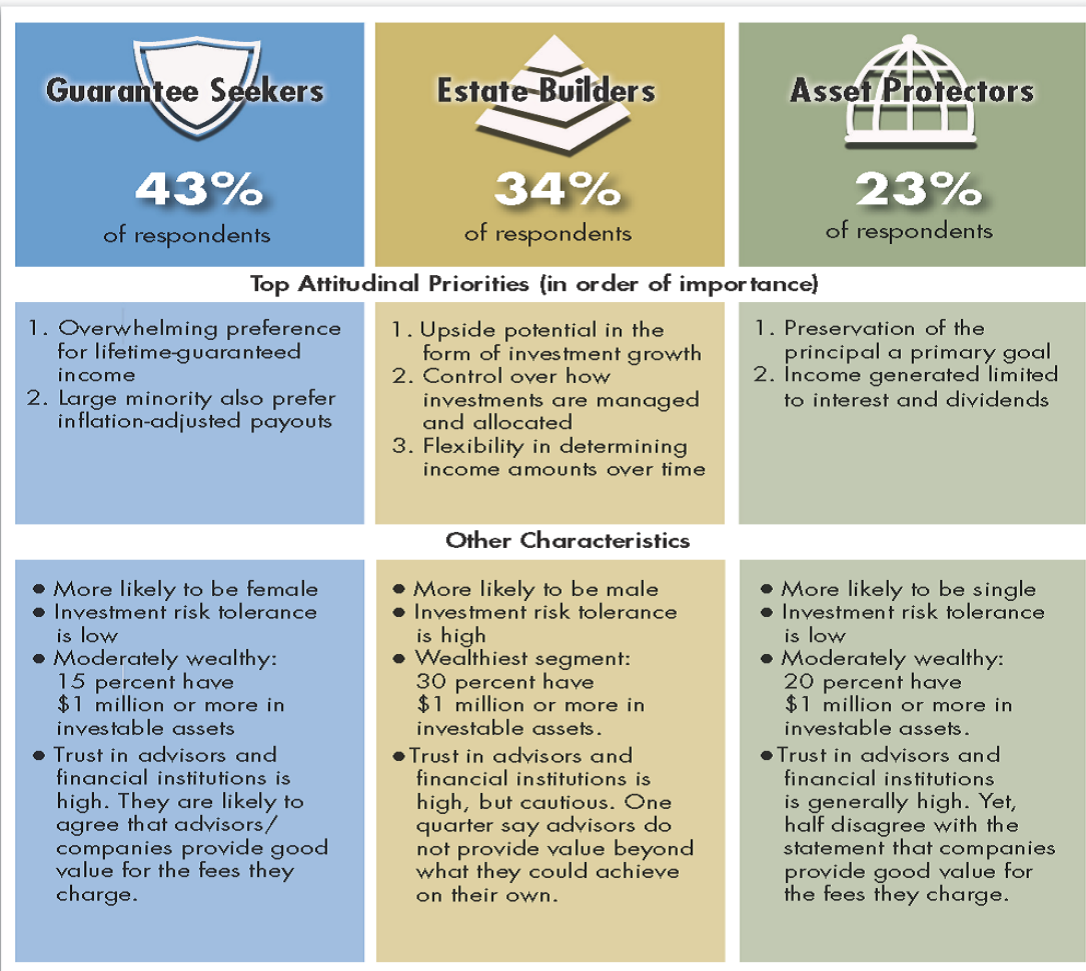 Guarantee Seekers
43%
of respondents
Estate Builders
34%
of respondents
Asset Protectors
23%
of respondents
Top Attitudinal Priorities (in order of importance)
1. Overwhelming preference
for lifetime-guaranteed
income
2. Large minority also prefer
inflation-adjusted payouts
1. Upside potential in the
form of investment growth
2. Control over how
investments are managed
and allocated
3. Flexibility in determining
income amounts over time
1. Preservation of the
principal a primary goal
2. Income generated limited
to interest and dividends
Other Characteristics
• More likely to be female
• Investment risk tolerance
is low
• Moderately wealthy:
15 percent have
$1 million or more in
investable assets
• Trust in advisors and
financial institutions is
high. They are likely to
agree that advisors/
companies provide good
value for the fees they
charge.
• More likely to be male
• Investment risk tolerance
is high
• Wealthiest segment:
30 percent have
$1 million or more in
investable assets.
• Trust in advisors and
financial institutions is
high, but cautious. One
quarter say advisors do
not provide value beyond
what they could achieve
on their own.
• More likely to be single
• Investment risk tolerance
is low
• Moderately wealthy:
20 percent have
$1 million or more in
investable assets.
• Trust in advisors and
financial institutions
is generally high. Yet,
half disagree with the
statement that companies
provide good value for
the fees they charge.